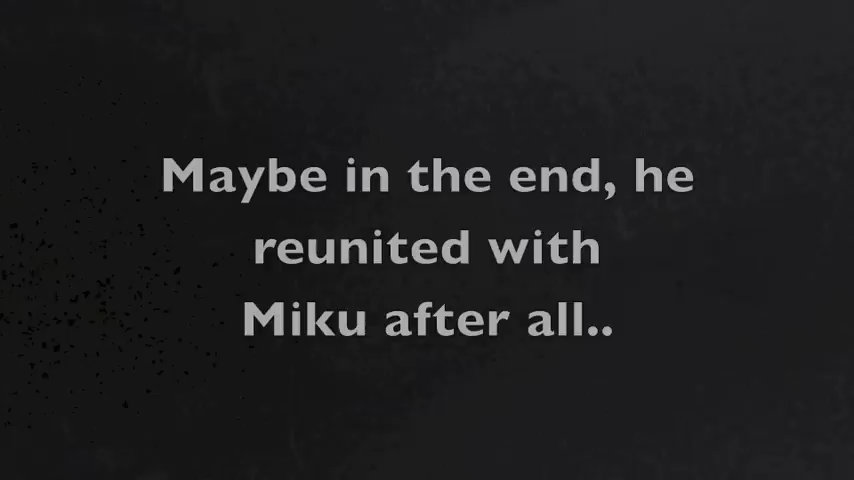 Maybe in the end, he
reunited with
Miku after all..